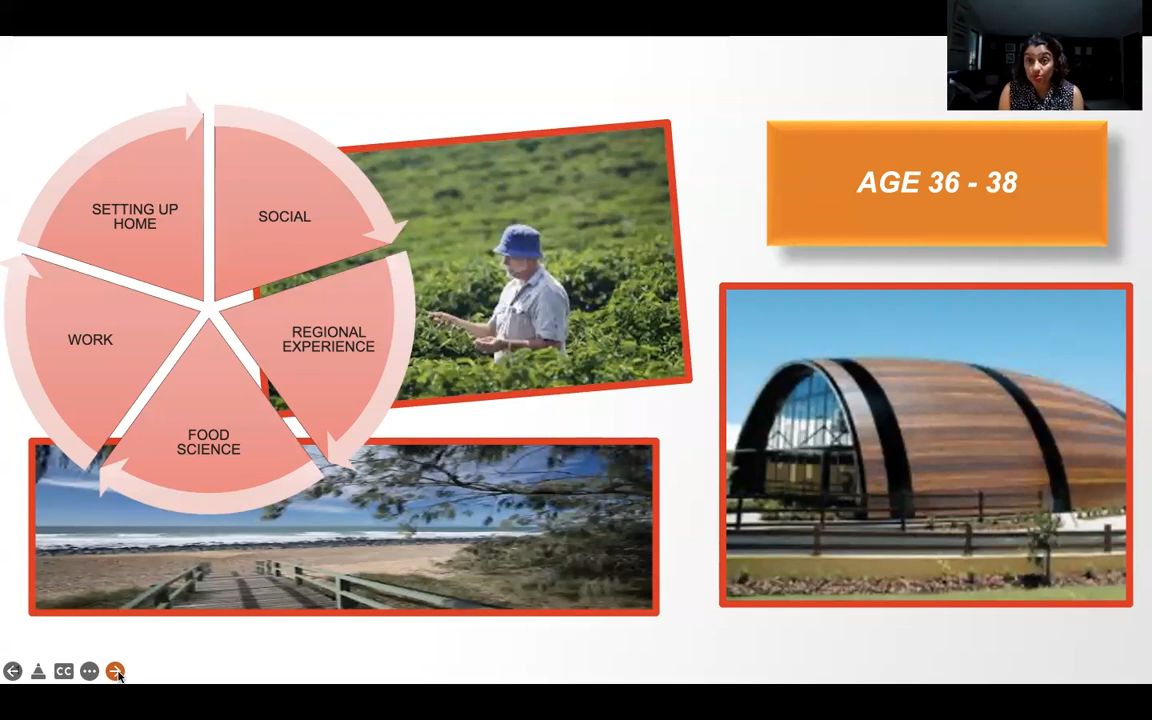 AGE 36 - 38
SETTING UP
HOME
SOCIAL
REGIONAL
EXPERIENCE
WORK
FOOD
SCIENCE
CC